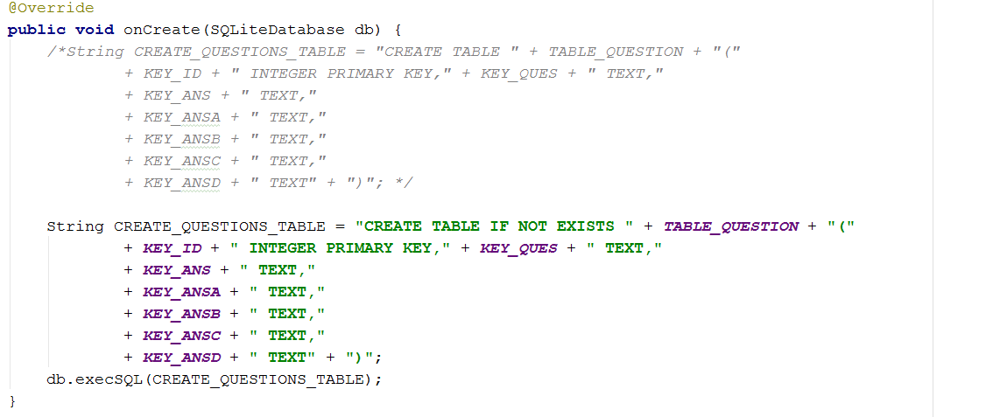 @Override
public void onCreate(SQLiteDatabase db) {
/*String CREATE_QUESTIONS_TABLE = "CREATE TABLE " + TABLE_QUESTION + "("
+ KEY_ID + " INTEGER PRIMARY KEY," + KEY_QUES + " TEXT,"
+ KEY_ANS + " TEXT,"
+ KEY_ANSA + " TEXT,"
+ KEY_ANSB + " TEXT,"
+ KEY_ANSC + " TEXT,"
+ KEY_ANSD + " TEXT" + ")"; */
String CREATE_QUESTIONS_TABLE = "CREATE TABLE IF NOT EXISTS " + TABLE_QUESTION + "("
+ KEY_ID + " INTEGER PRIMARY KEY," + KEY_QUES + " TEXT,"
+ KEY_ANS + " TEXT,"
+ KEY_ANSA + " TEXT,"
+ KEY_ANSB + " TEXT,"
+ KEY_ANSC + " TEXT,"
+ KEY_ANSD + " TEXT" + ")";
db.execSQL(CREATE_QUESTIONS_TABLE);
}